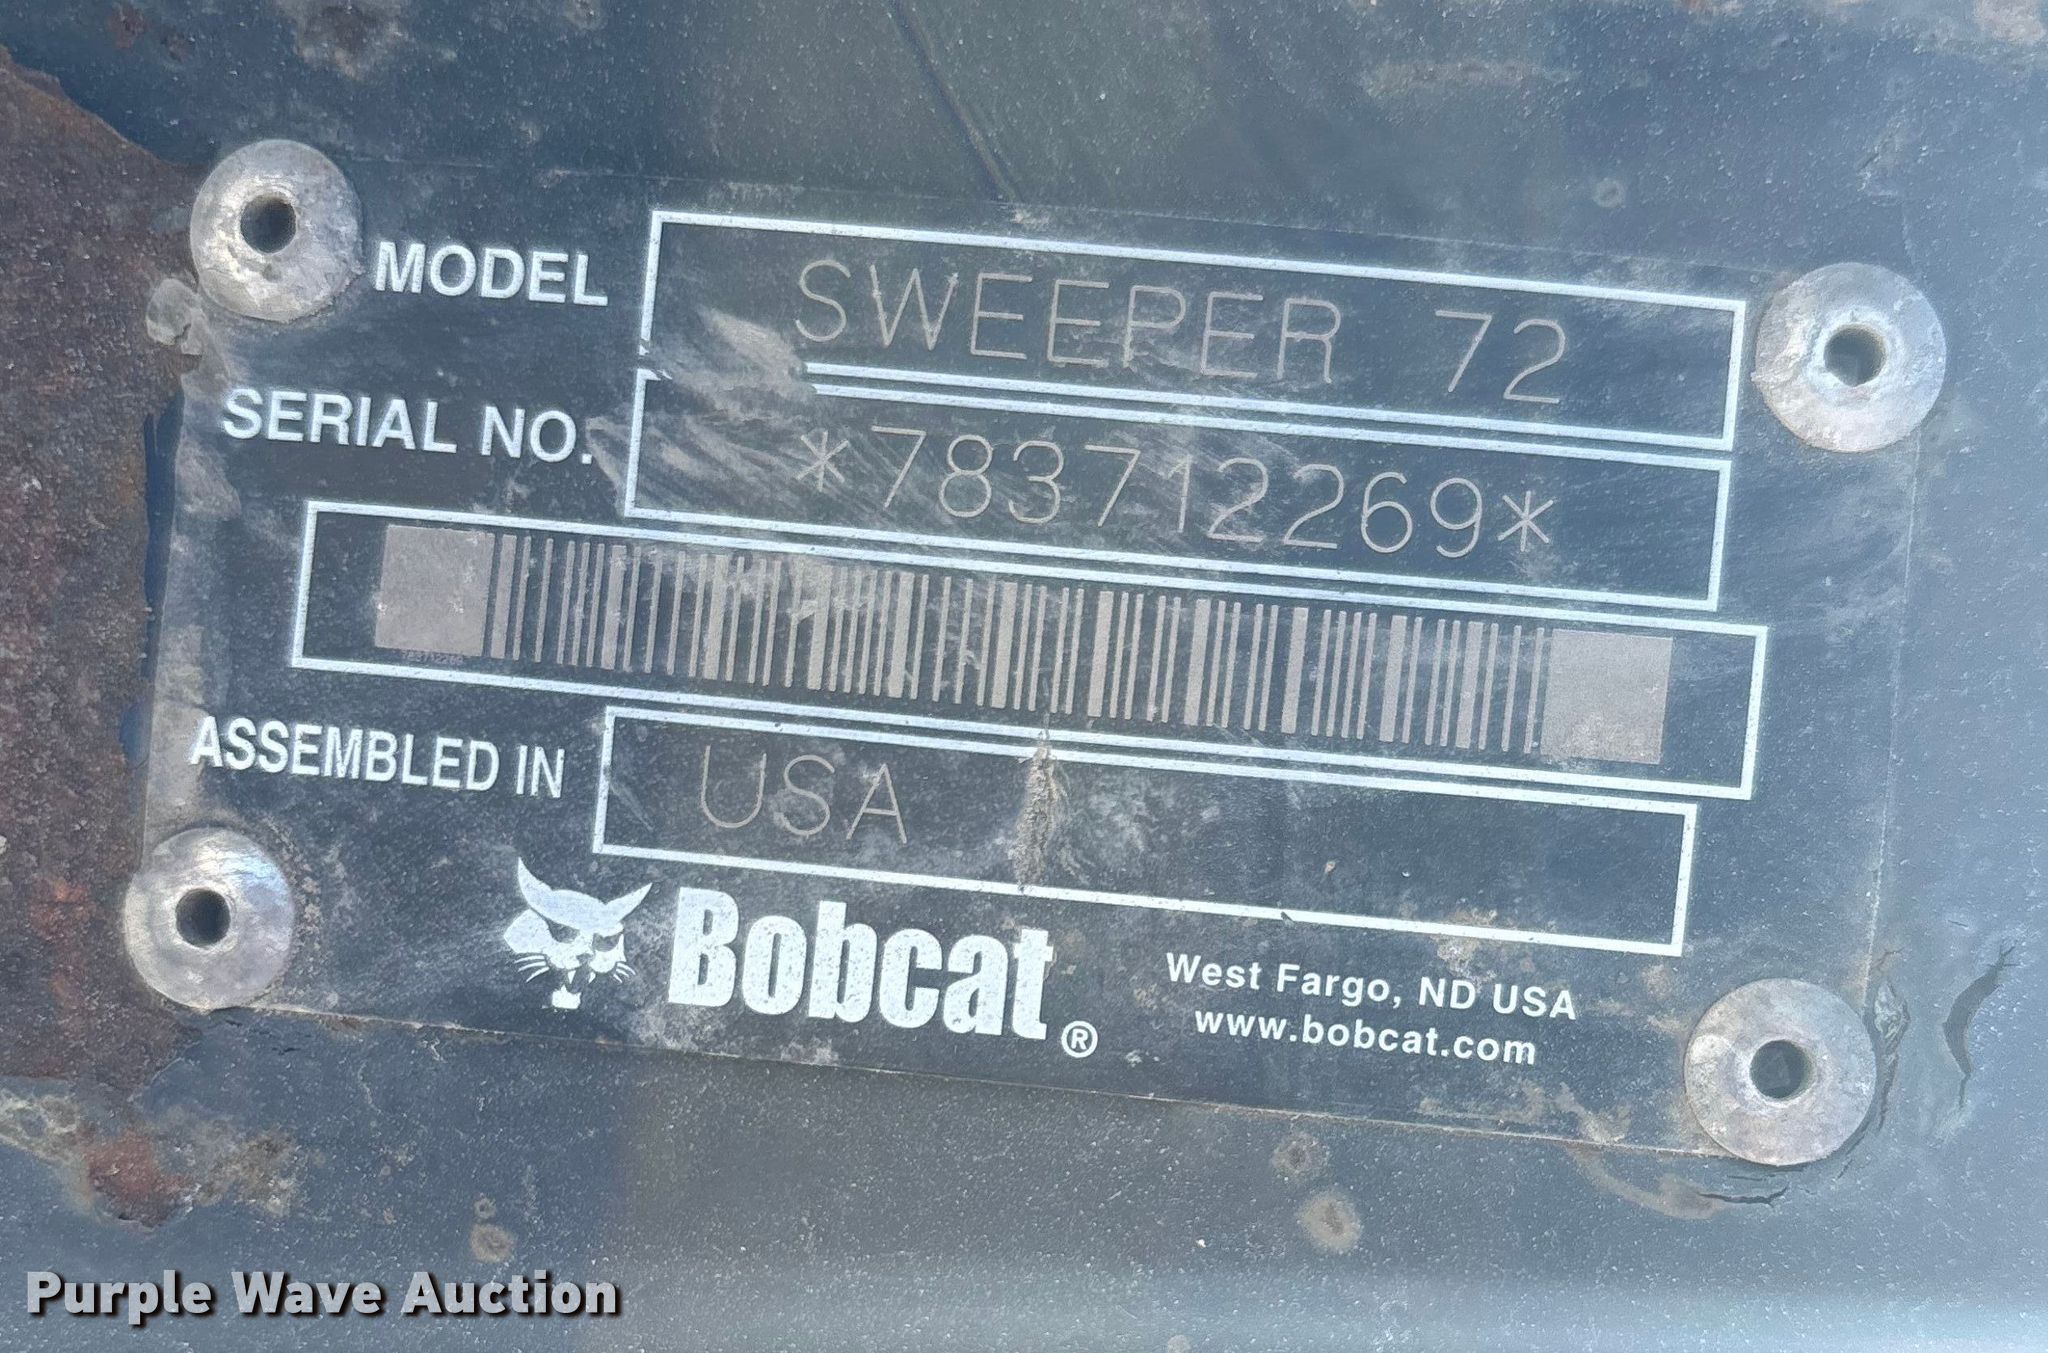 MODEL SWEEPER 72
SERIAL NO. *783712269*
783712269
ASSEMBLED IN USA
Bobcat®
West Fargo, ND USA
www.bobcat.com
Purple Wave Auction